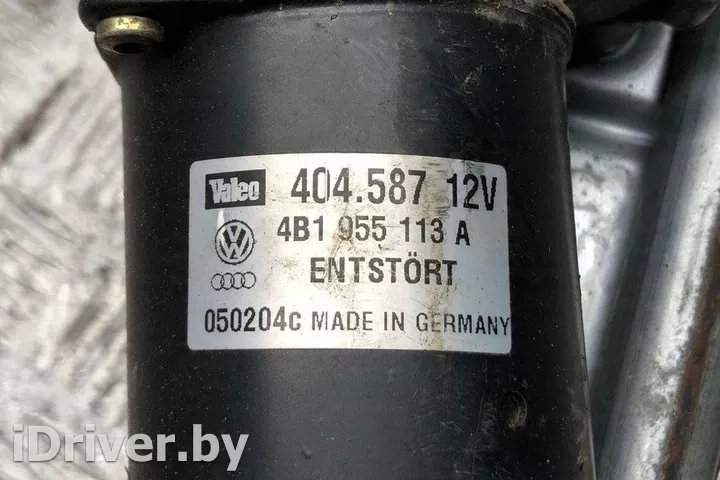 Valeo 404.587 12V
4B1 955 113 A
ENTSTÖRT
050204c MADE IN GERMANY
iDriver.by